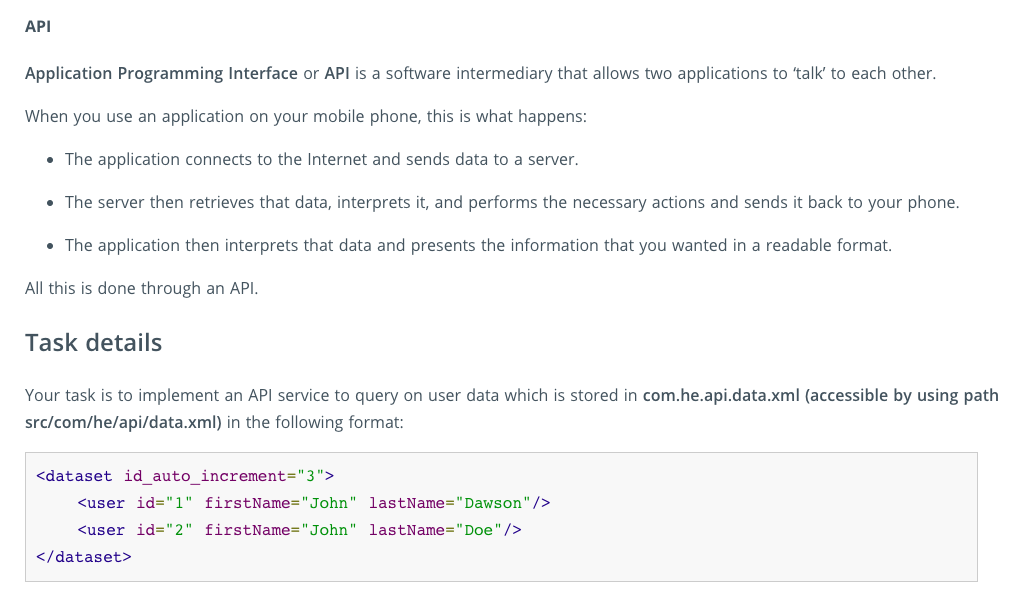 API
Application Programming Interface or API is a software intermediary that allows two applications to ‘talk’ to each other.
When you use an application on your mobile phone, this is what happens:
• The application connects to the Internet and sends data to a server.
• The server then retrieves that data, interprets it, and performs the necessary actions and sends it back to your phone.
• The application then interprets that data and presents the information that you wanted in a readable format.
All this is done through an API.
Task details
Your task is to implement an API service to query on user data which is stored in com.he.api.data.xml (accessible by using path
src/com/he/api/data.xml) in the following format:
<dataset id_auto_increment="3">
    <user id="1" firstName="John" lastName="Dawson"/>
    <user id="2" firstName="John" lastName="Doe"/>
</dataset>